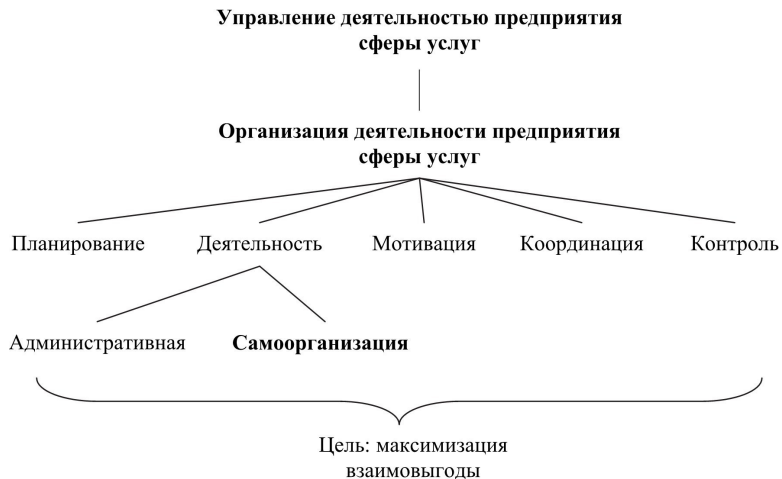 Управление деятельностью предприятия
сферы услуг
Организация деятельности предприятия
сферы услуг
Планирование Деятельность Мотивация Координация Контроль
Административная Самоорганизация
Цель: максимизация
взаимовыгоды